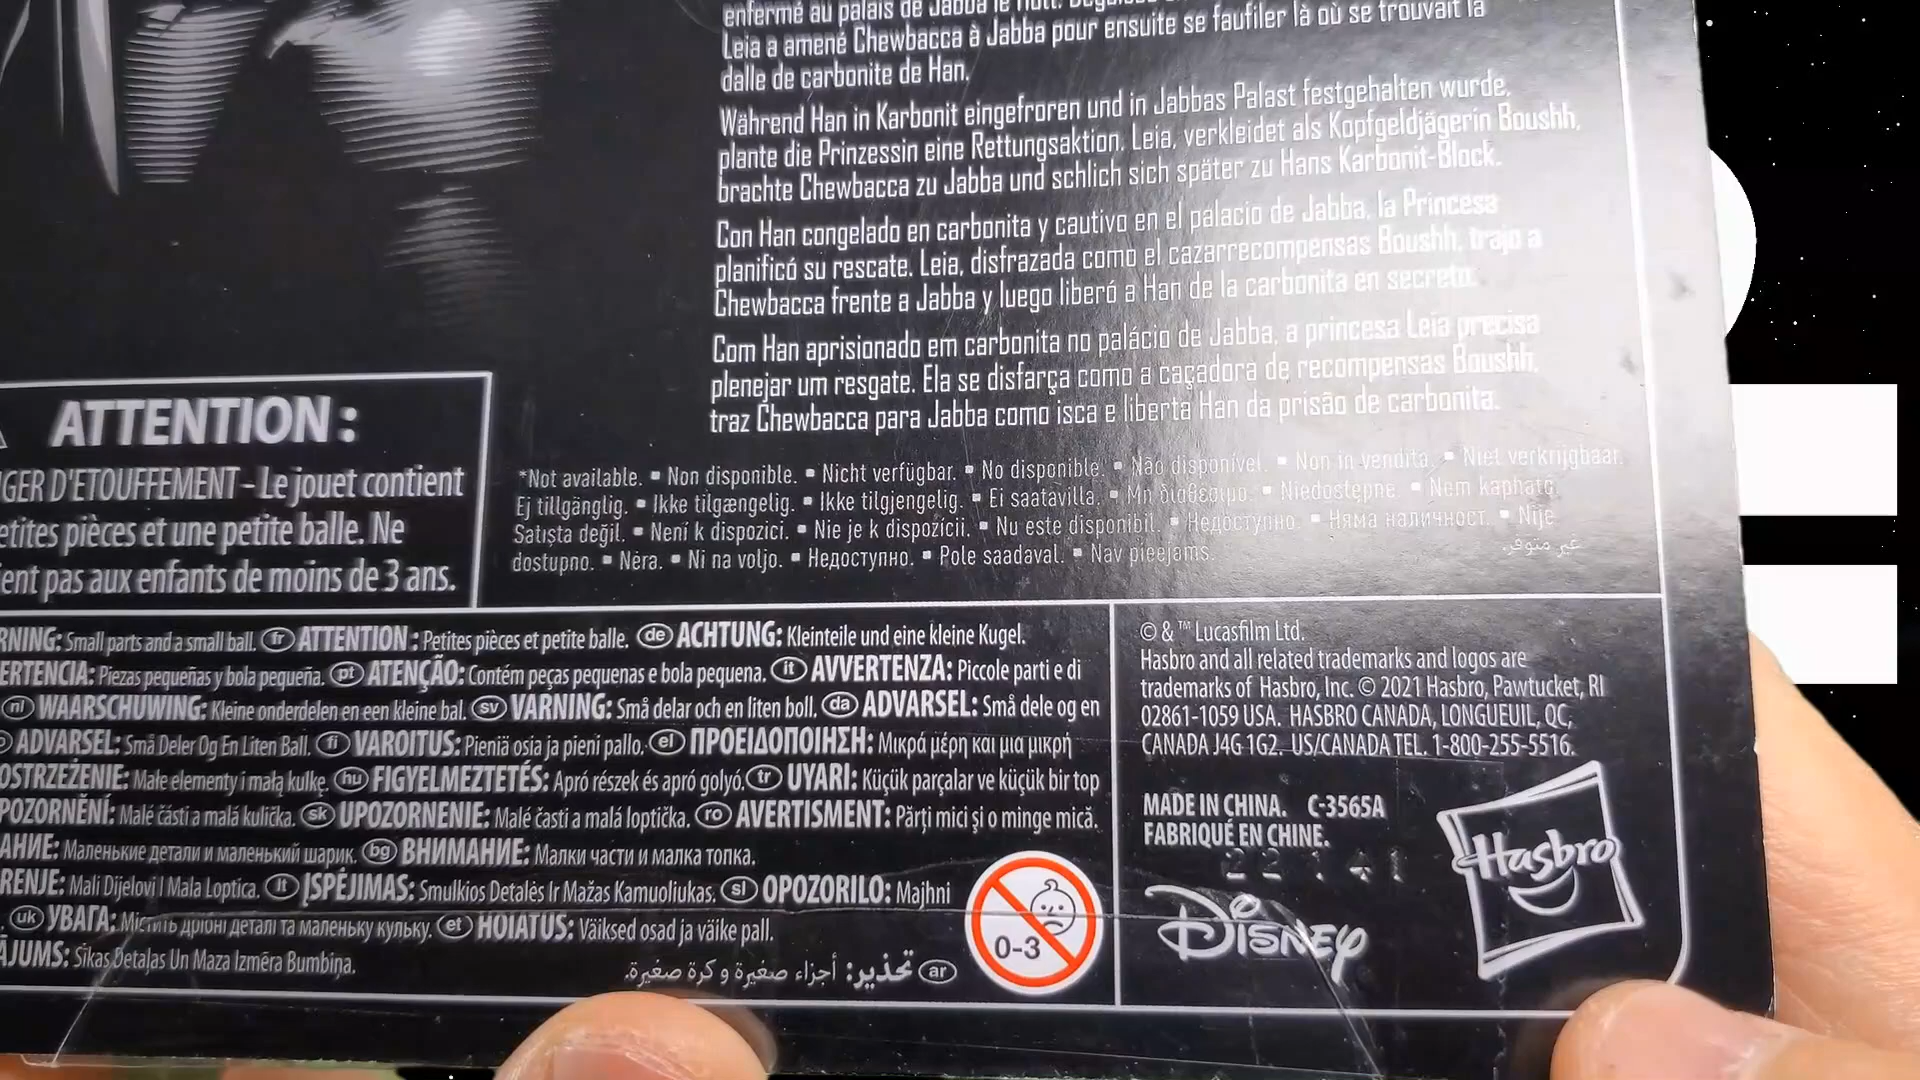 enfermé au palais de Jabba le Hutt.
Leia a amené Chewbacca à Jabba pour ensuite se faufiler là où se trouvait la
dalle de carbonite de Han.
Während Han in Karbonit eingefroren und in Jabbas Palast festgehalten wurde,
plante die Prinzessin eine Rettungsaktion. Leia, verkleidet als Kopfgeldjägerin Boushh,
brachte Chewbacca zu Jabba und schlich sich später zu Hans Karbonit-Block.
Con Han congelado en carbonita y cautivo en el palacio de Jabba, la Princesa
planificó su rescate. Leia, disfrazada como el cazarrecompensas Boushh, trajo a
Chewbacca frente a Jabba y luego liberó a Han de la carbonita en secreto.
Com Han aprisionado em carbonita no palácio de Jabba, a princesa Leia precisa
plenejar um resgate. Ela se disfarça como a caçadora de recompensas Boushh,
traz Chewbacca para Jabba como isca e liberta Han da prisão de carbonita.
*Not available. ▪ Non disponible. ▪ Nicht verfügbar. ▪ No disponible. ▪ Não disponível. ▪ Non in vendita. ▪ Niet verkrijgbaar.
Ej tillgänglig. ▪ Ikke tilgængelig. ▪ Ikke tilgjengelig. ▪ Ei saatavilla. ▪ Μη διαθέσιμο. ▪ Niedostępne. ▪ Nem kapható
Satışta değil. ▪ Není k dispozici. ▪ Nie je k dispozícii. ▪ Nu este disponibil. ▪ Недоступно. ▪ Няма наличност. ▪ Nije
dostupno. ▪ Nėra. ▪ Ni na voljo. ▪ Недоступно. ▪ Pole saadaval. ▪ Nav pieejams.
غير متوفر.
ATTENTION :
GER D'ETOUFFEMENT – Le jouet contient
etites pièces et une petite balle. Ne
ent pas aux enfants de moins de 3 ans.
RNING: Small parts and a small ball. fr ATTENTION : Petites pièces et petite balle. de ACHTUNG: Kleinteile und eine kleine Kugel.
ERTENCIA: Piezas pequeñas y bola pequeña. pt ATENÇÃO: Contém peças pequenas e bola pequena. it AVVERTENZA: Piccole parti e di
nl WAARSCHUWING: Kleine onderdelen en een kleine bal. sv VARNING: Små delar och en liten boll. da ADVARSEL: Små dele og en
ADVARSEL: Små Deler Og En Liten Ball. fi VAROITUS: Pieniä osia ja pieni pallo. el ΠΡΟΕΙΔΟΠΟΙΗΣΗ: Μικρά μέρη και μια μικρή
OSTRZEŻENIE: Małe elementy i małą kulkę. hu FIGYELMEZTETÉS: Apró részek és apró golyó. tr UYARI: Küçük parçalar ve küçük bir top
POZORNĚNÍ: Malé části a malá kulička. sk UPOZORNENIE: Malé časti a malá loptička. ro AVERTISMENT: Părți mici și o minge mică.
АНИЕ: Маленькие детали и маленький шарик. bg ВНИМАНИЕ: Малки части и малка топка.
RENJE: Mali Dijelovi I Mala Loptica. lt ĮSPĖJIMAS: Smulkios Detalės Ir Mažas Kamuoliukas. sl OPOZORILO: Majhni
uk УВАГА: Містить дрібні деталі та маленьку кульку. et HOIATUS: Väiksed osad ja väike pall.
ĀJUMS: Sīkas Detaļas Un Maza Izmēra Bumbiņa.
ar تحذير: أجزاء صغيرة و كرة صغيرة.
0-3
© & ™ Lucasfilm Ltd.
Hasbro and all related trademarks and logos are
trademarks of Hasbro, Inc. © 2021 Hasbro, Pawtucket, RI
02861-1059 USA. HASBRO CANADA, LONGUEUIL, QC,
CANADA J4G 1G2. US/CANADA TEL. 1-800-255-5516.
MADE IN CHINA. C-3565A
FABRIQUÉ EN CHINE.
22141
Disney
Hasbro